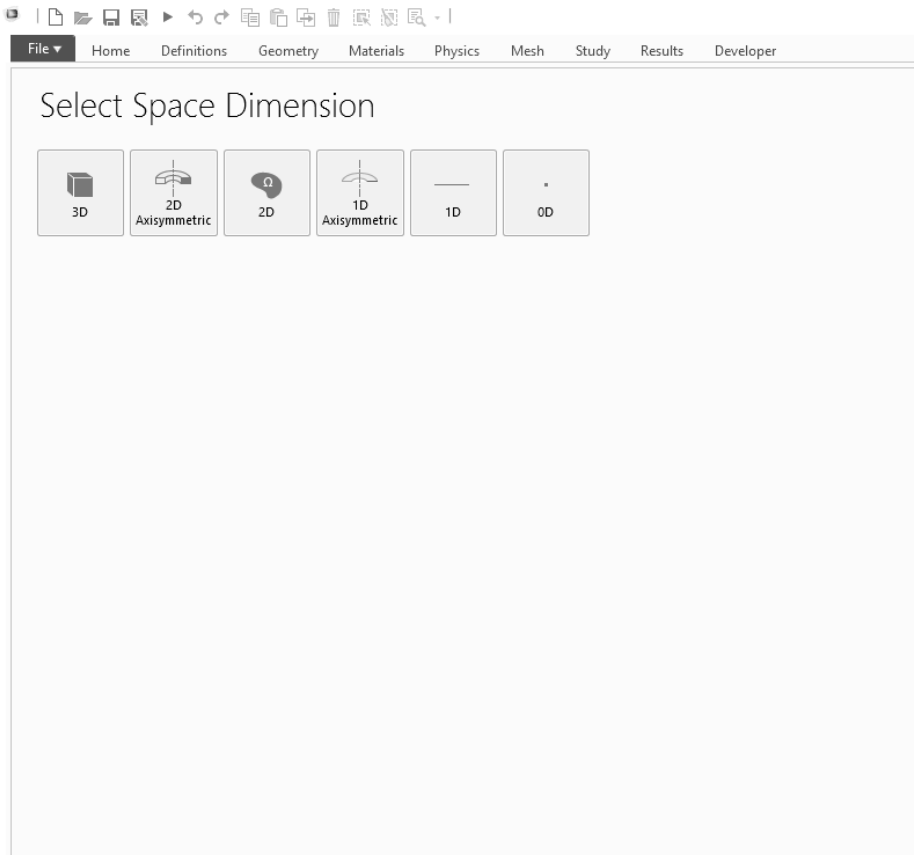 File Home Definitions Geometry Materials Physics Mesh Study Results Developer
Select Space Dimension
3D
2D
Axisymmetric
Ω
2D
1D
Axisymmetric
1D
0D